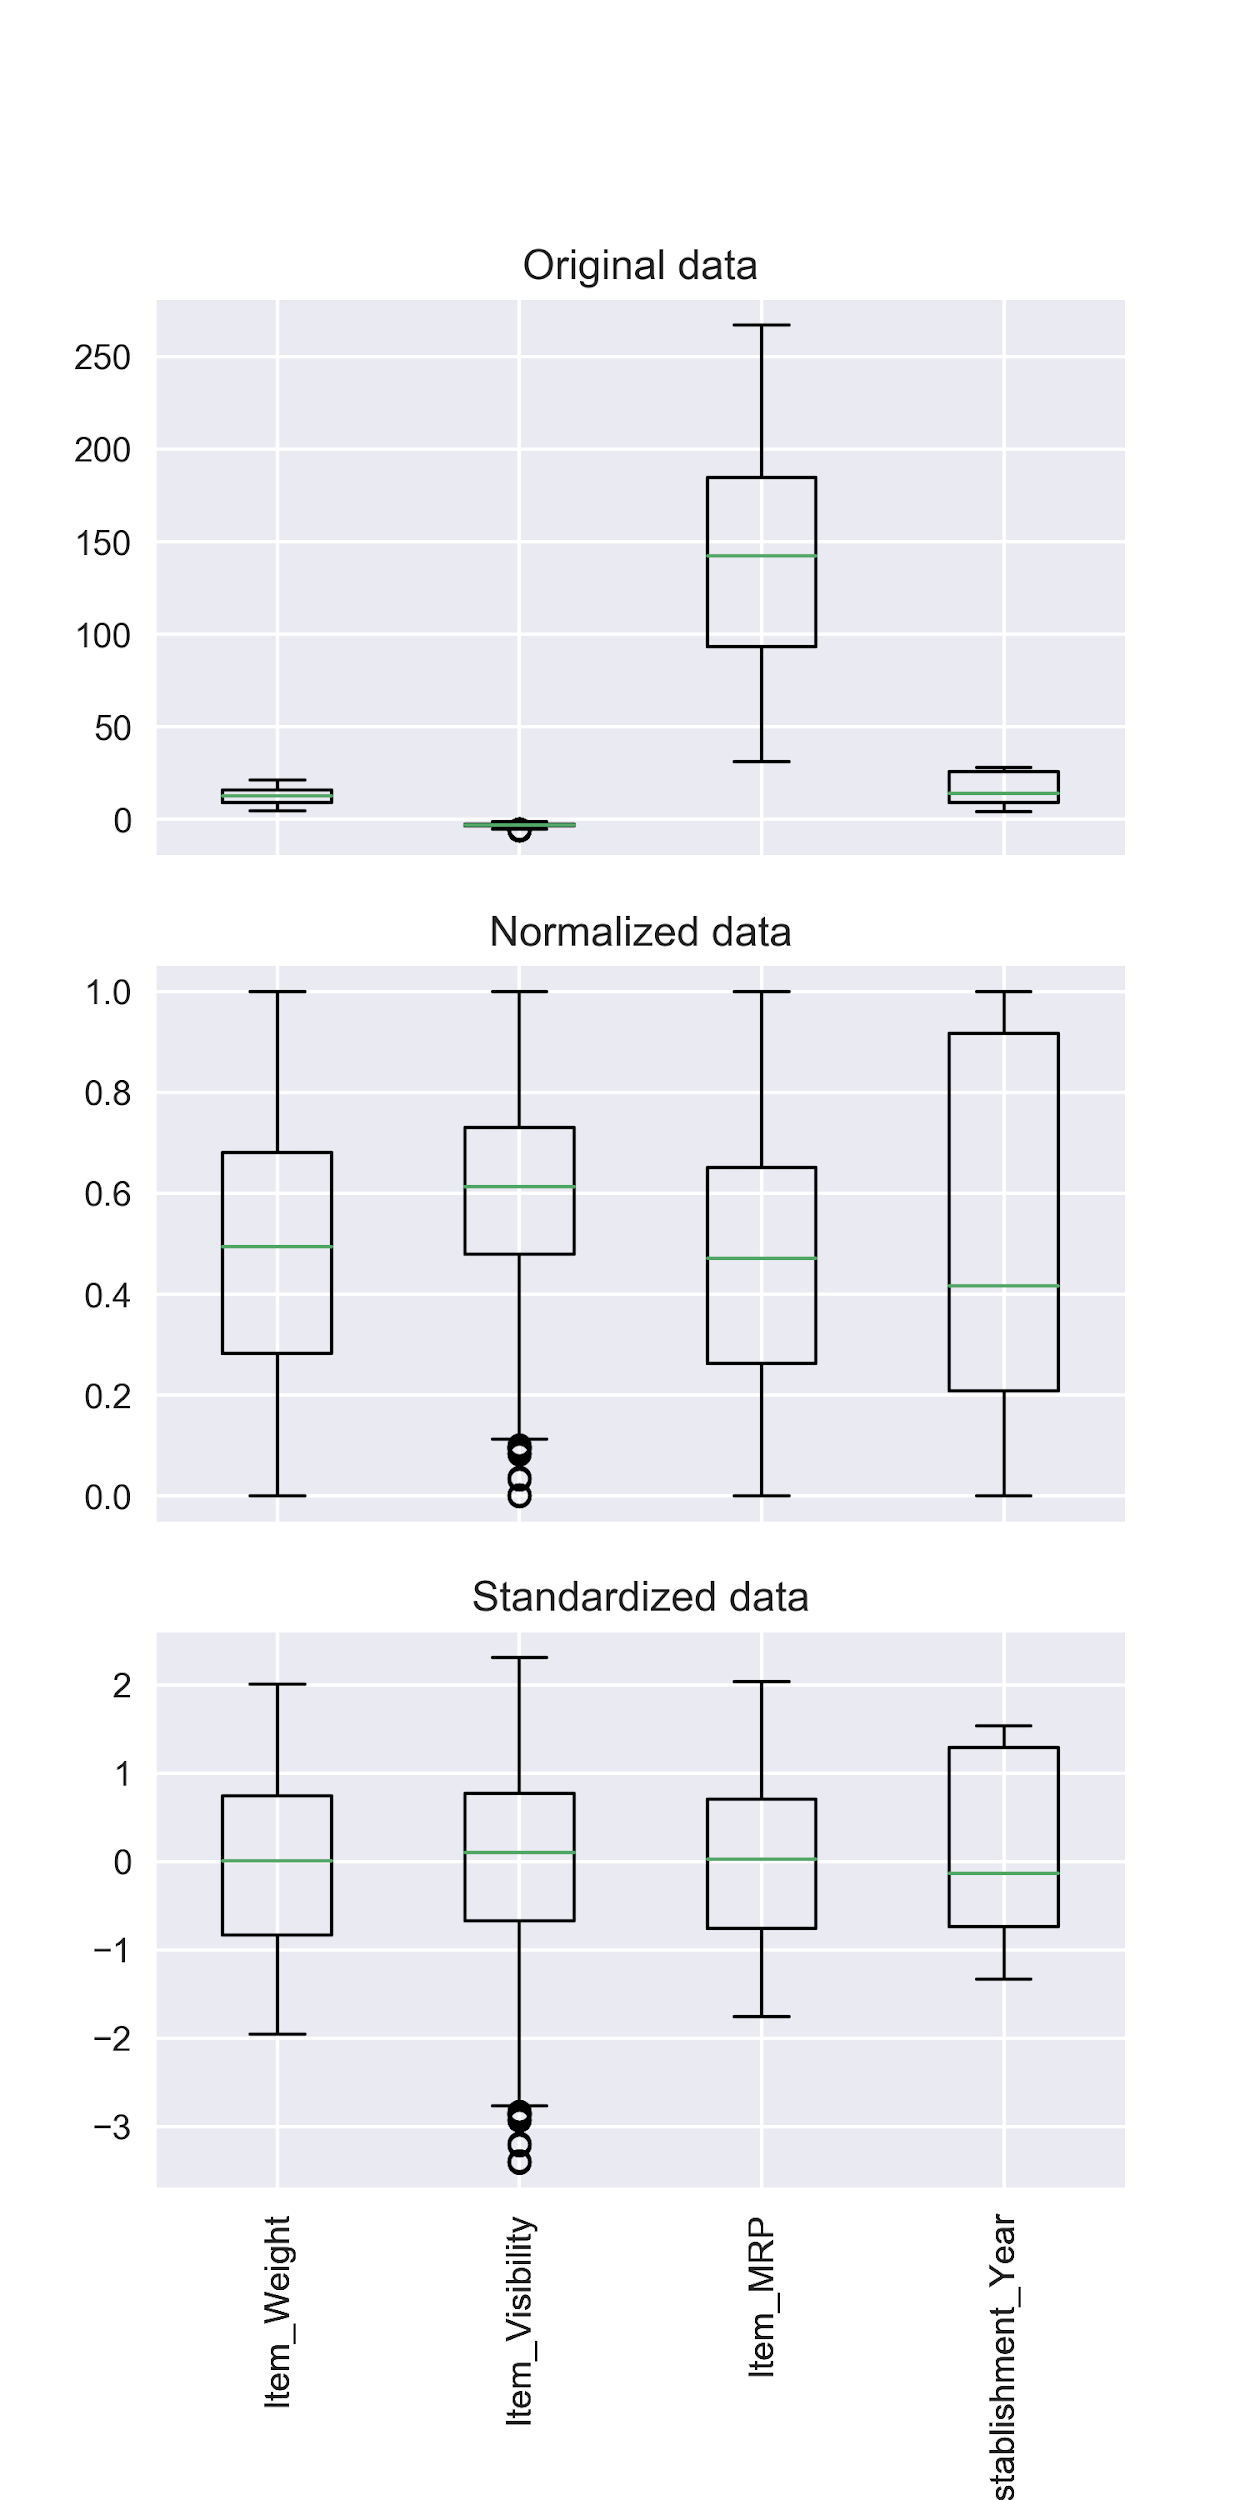 Original data
250
200
150
100
50
0
Normalized data
1.0
0.8
0.6
0.4
0.2
0.0
Standardized data
2
1
0
−1
−2
−3
Item_Weight
Item_Visibility
Item_MRP
stablishment_Year